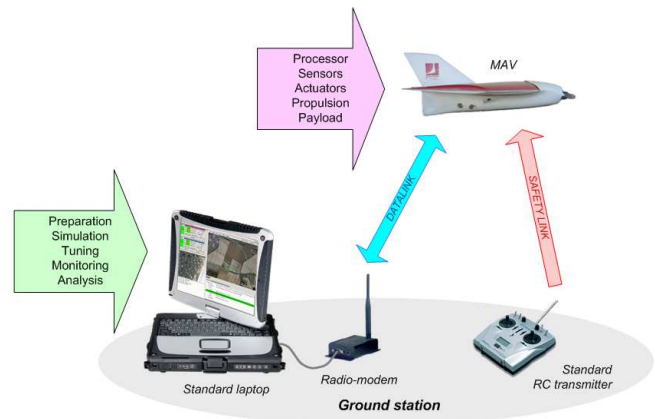 Processor
Sensors
Actuators
Propulsion
Payload
MAV
DATALINK
SAFETY LINK
Preparation
Simulation
Tuning
Monitoring
Analysis
Standard laptop
Radio-modem
Standard
RC transmitter
Ground station